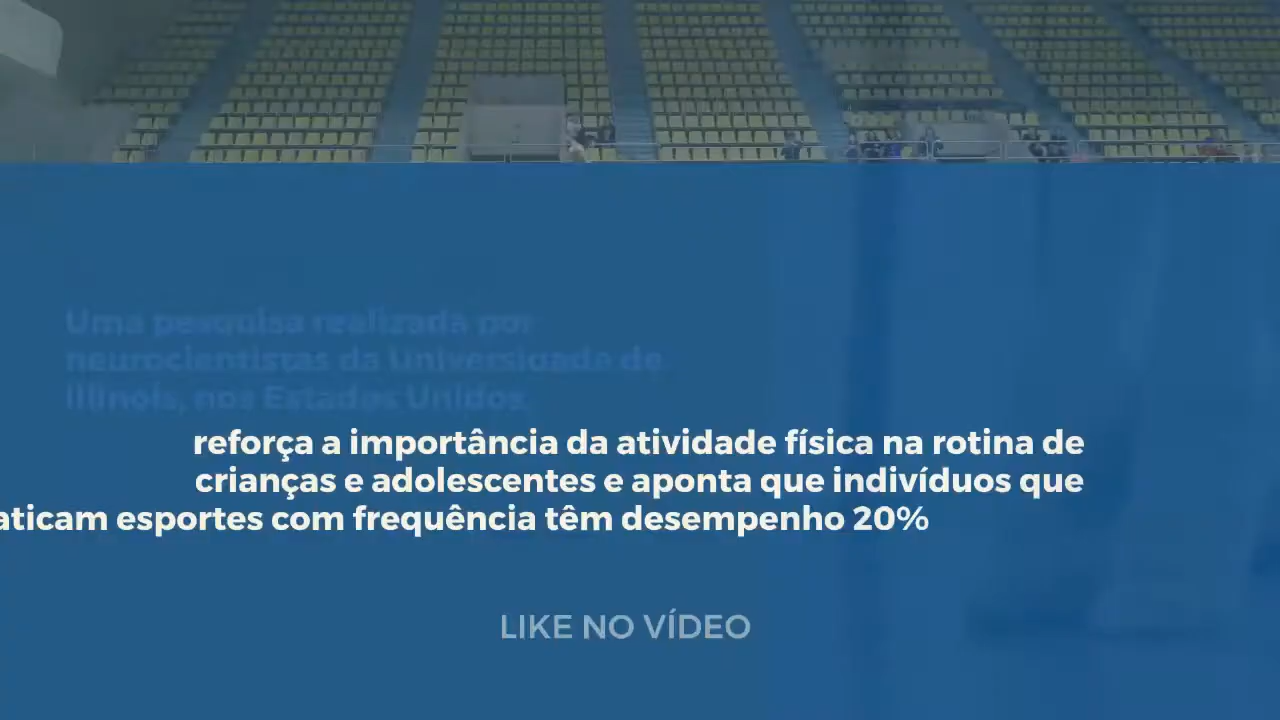 Uma pesquisa realizada por
neurocientistas da Universidade de
Illinois, nos Estados Unidos,
reforça a importância da atividade física na rotina de
crianças e adolescentes e aponta que indivíduos que
aticam esportes com frequência têm desempenho 20%
LIKE NO VÍDEO